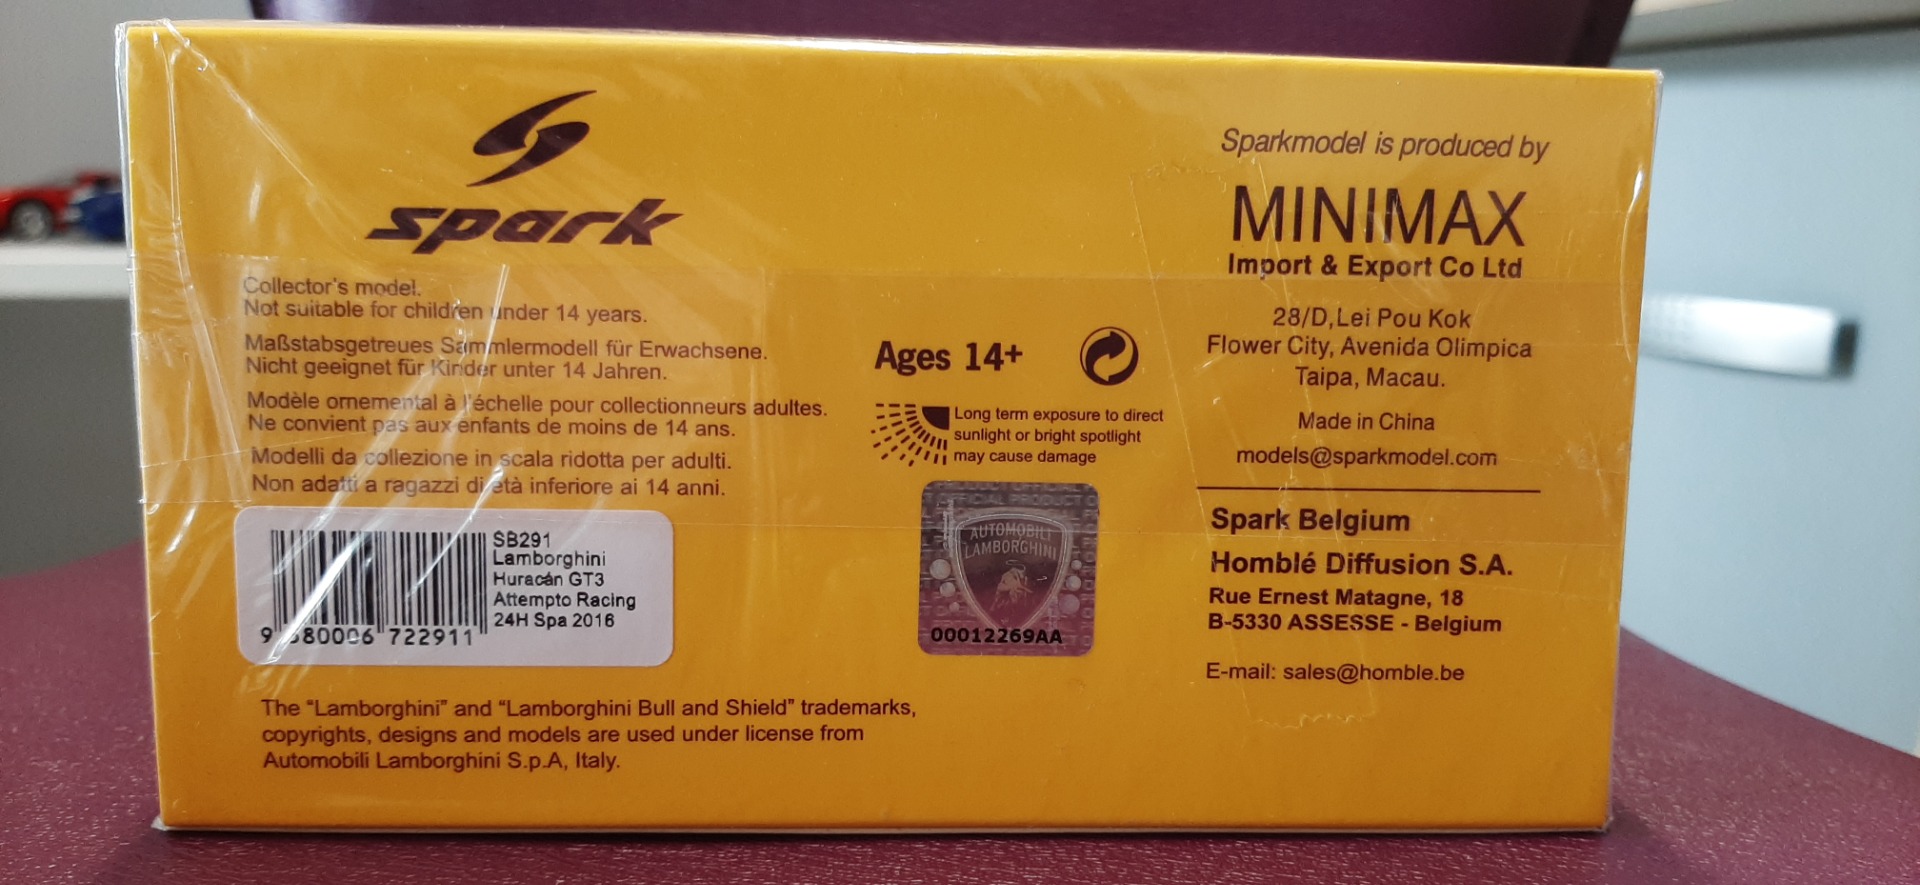 spark
Collector's model.
Not suitable for children under 14 years.
Maßstabsgetreues Sammlermodell für Erwachsene.
Nicht geeignet für Kinder unter 14 Jahren.
Modèle ornemental à l'échelle pour collectionneurs adultes.
Ne convient pas aux enfants de moins de 14 ans.
Modelli da collezione in scala ridotta per adulti.
Non adatti a ragazzi di età inferiore ai 14 anni.
SB291
Lamborghini
Huracán GT3
Attempto Racing
24H Spa 2016
722911
The “Lamborghini” and “Lamborghini Bull and Shield” trademarks,
copyrights, designs and models are used under license from
Automobili Lamborghini S.p.A, Italy.
Ages 14+
Long term exposure to direct
sunlight or bright spotlight
may cause damage
OFFICIAL PRODUCT
AUTOMOBILI
LAMBORGHINI
00012269AA
Sparkmodel is produced by
MINIMAX
Import & Export Co Ltd
28/D,Lei Pou Kok
Flower City, Avenida Olimpica
Taipa, Macau.
Made in China
models@sparkmodel.com
Spark Belgium
Homblé Diffusion S.A.
Rue Ernest Matagne, 18
B-5330 ASSESSE - Belgium
E-mail: sales@homble.be